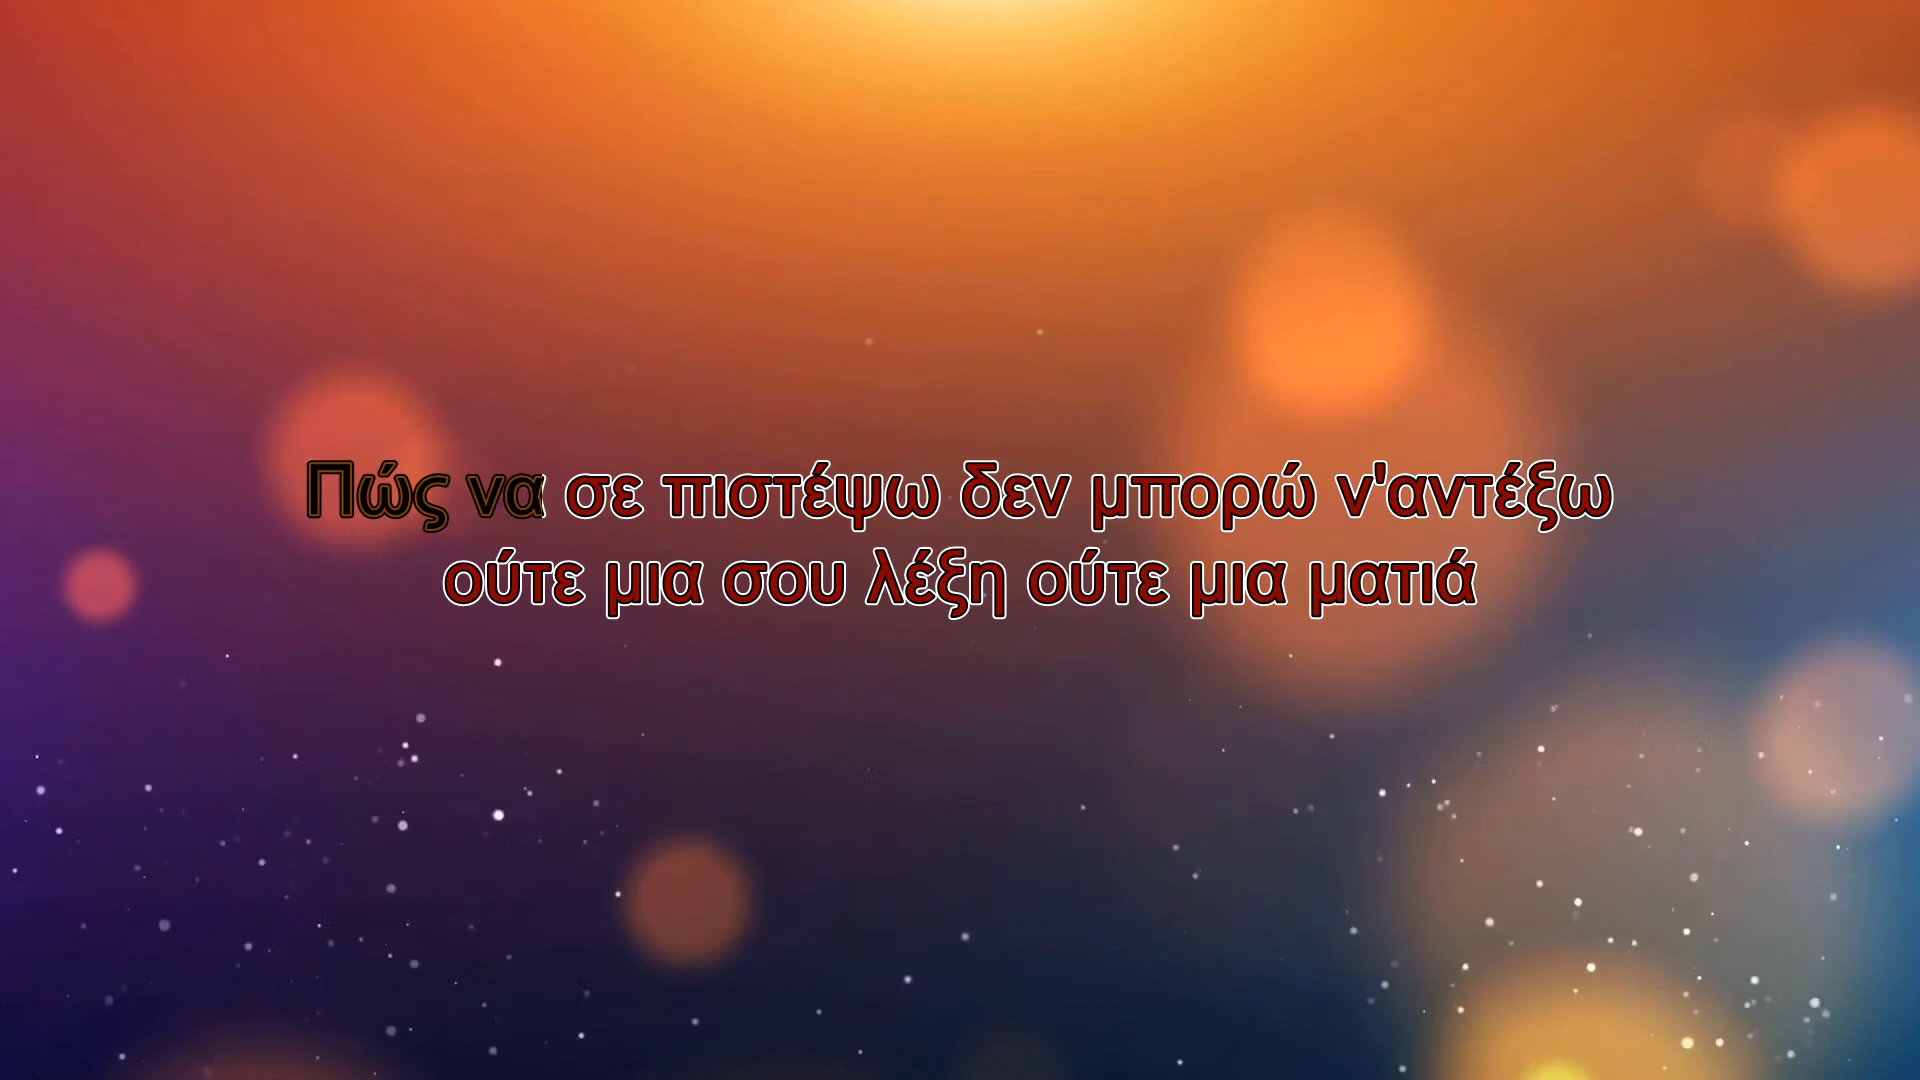 Πώς να σε πιστέψω δεν μπορώ ν'αντέξω
ούτε μια σου λέξη ούτε μια ματιά